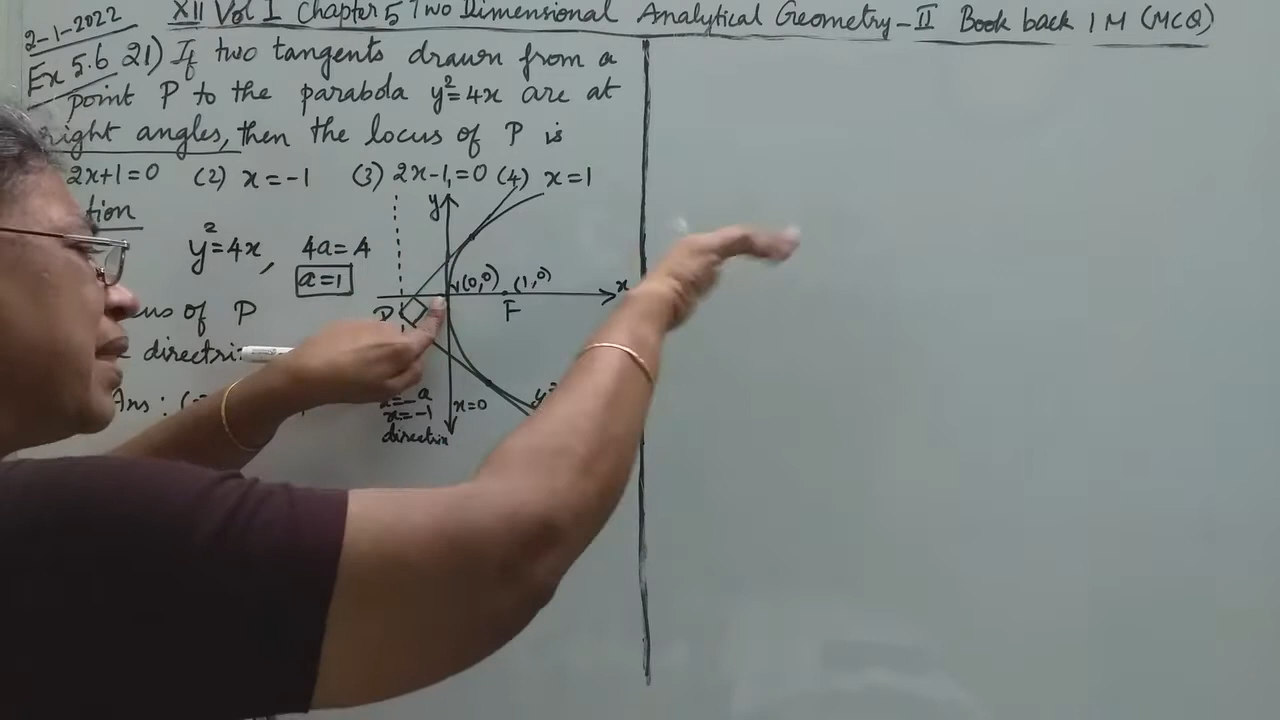 XII Vol I Chapter 5 Two Dimensional Analytical Geometry - II Book back 1 M (MCQ)
2-1-2022
Ex 5.6 21) If two tangents drawn from a
point P to the parabola y²=4x are at
right angles, then the locus of P is
2x+1=0 (2) x=-1 (3) 2x-1=0 (4) x=1
tion
y²=4x, 4a=4
a=1
y
(0,0) (1,0) x
P F
us of P
directri
Ans : (
x=-a
x=-1 x=0
directrix